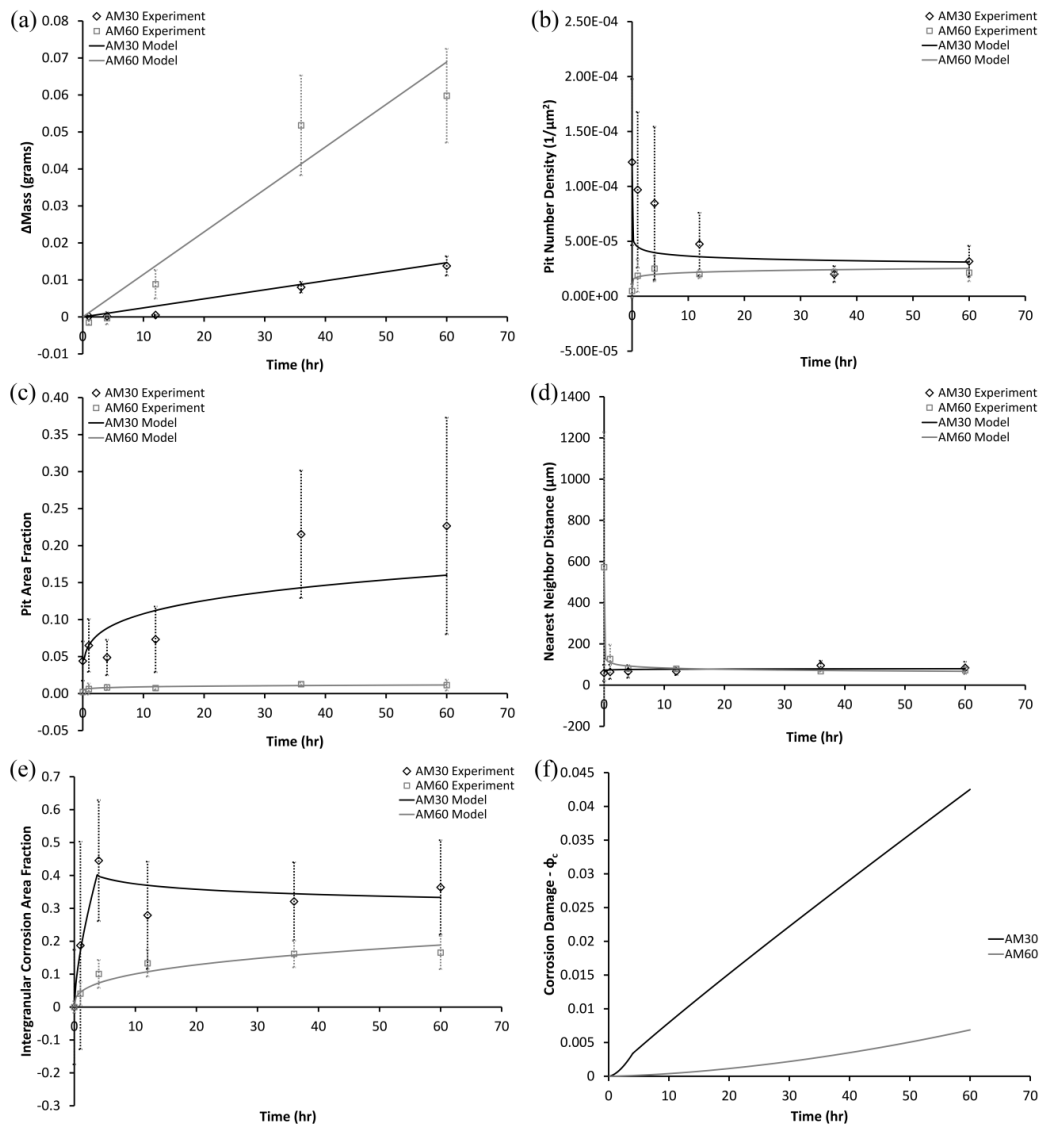 (a)
AM30 Experiment
AM60 Experiment
AM30 Model
AM60 Model
0.08
0.07
0.06
0.05
0.04
0.03
0.02
0.01
0
-0.01
0 10 20 30 40 50 60 70
ΔMass (grams)
Time (hr)
(b)
AM30 Experiment
AM60 Experiment
AM30 Model
AM60 Model
2.50E-04
2.00E-04
1.50E-04
1.00E-04
5.00E-05
0.00E+00
-5.00E-05
0 10 20 30 40 50 60 70
Pit Number Density (1/μm²)
Time (hr)
(c)
AM30 Experiment
AM60 Experiment
AM30 Model
AM60 Model
0.40
0.35
0.30
0.25
0.20
0.15
0.10
0.05
0.00
-0.05
0 10 20 30 40 50 60 70
Pit Area Fraction
Time (hr)
(d)
AM30 Experiment
AM60 Experiment
AM30 Model
AM60 Model
1400
1200
1000
800
600
400
200
0
-200
0 10 20 30 40 50 60 70
Nearest Neighbor Distance (μm)
Time (hr)
(e)
AM30 Experiment
AM60 Experiment
AM30 Model
AM60 Model
0.7
0.6
0.5
0.4
0.3
0.2
0.1
0
-0.1
-0.2
-0.3
0 10 20 30 40 50 60 70
Intergranular Corrosion Area Fraction
Time (hr)
(f)
0.045
0.04
0.035
0.03
0.025
0.02
0.015
0.01
0.005
0
0 10 20 30 40 50 60 70
Corrosion Damage - ϕc
Time (hr)
AM30
AM60